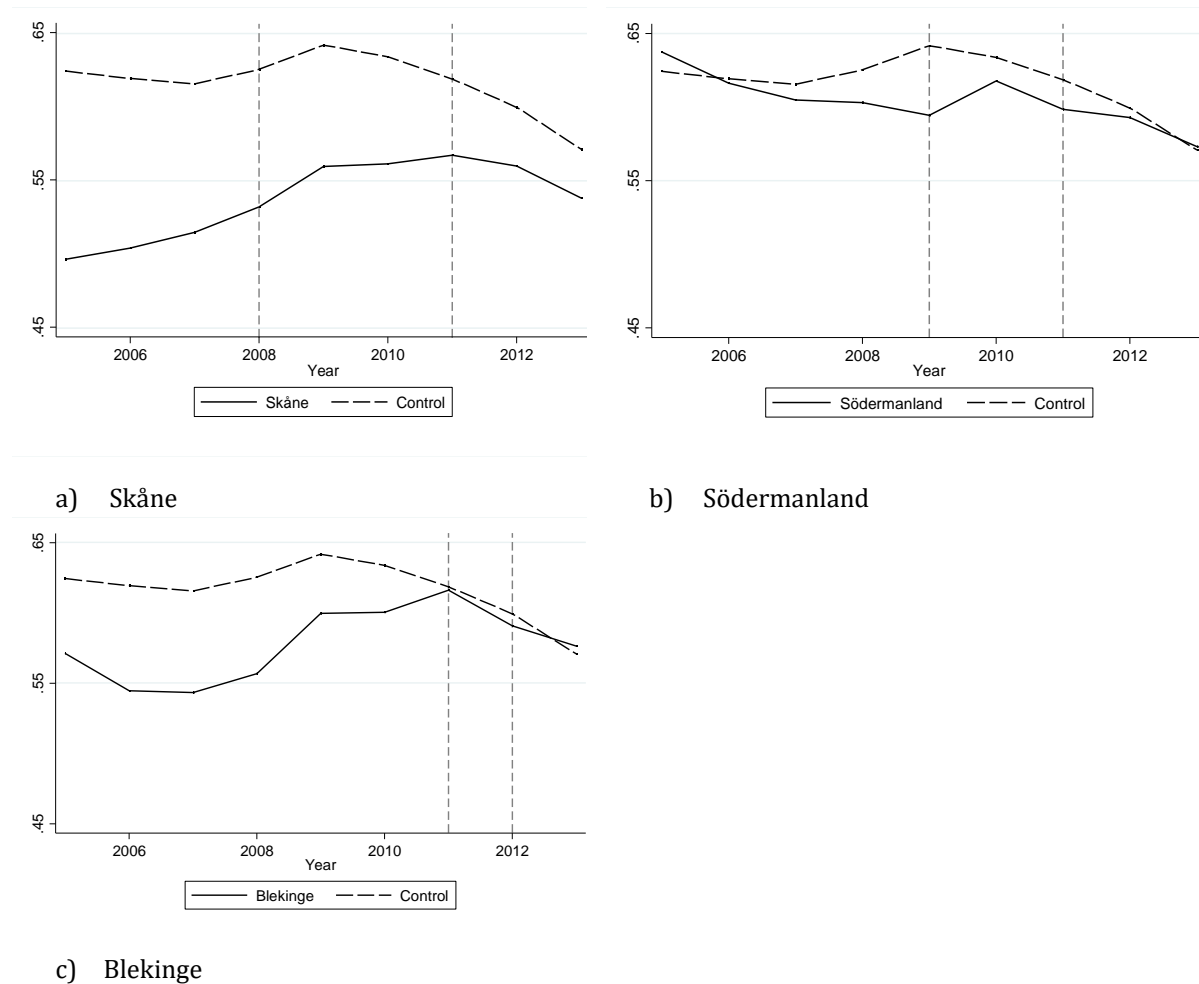 .65
.55
.45
2006 2008 2010 2012
Year
Skåne Control
a) Skåne
.65
.55
.45
2006 2008 2010 2012
Year
Södermanland Control
b) Södermanland
.65
.55
.45
2006 2008 2010 2012
Year
Blekinge Control
c) Blekinge